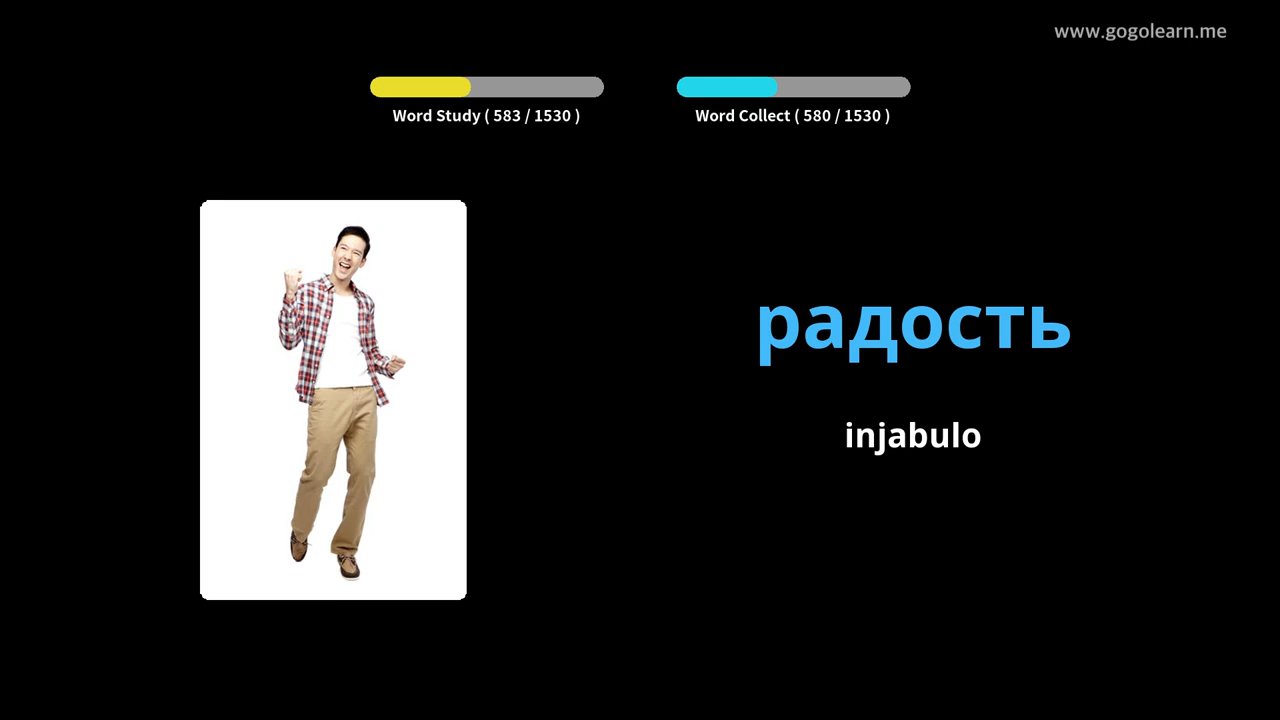 www.gogolearn.me
Word Study ( 583 / 1530 )
Word Collect ( 580 / 1530 )
радость
injabulo